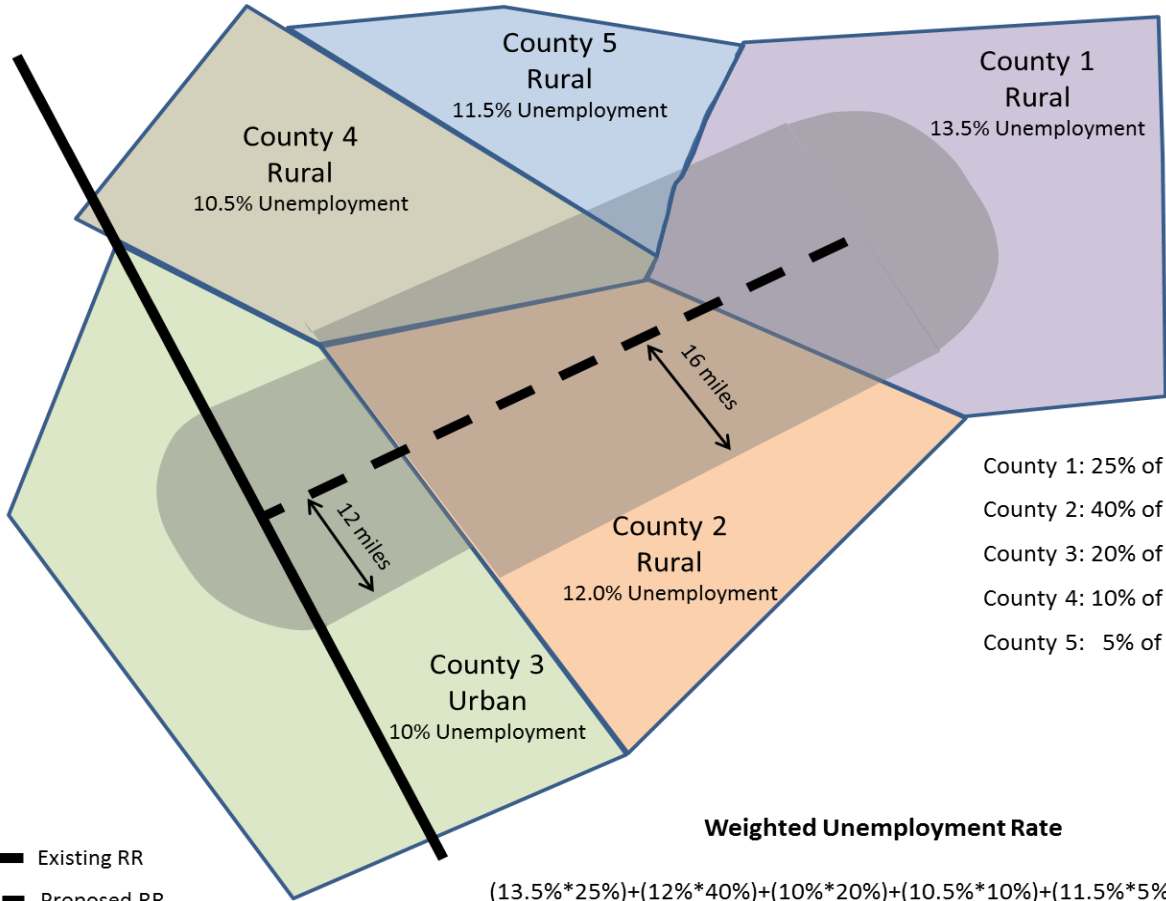 County 5
Rural
11.5% Unemployment
County 1
Rural
13.5% Unemployment
County 4
Rural
10.5% Unemployment
16 miles
12 miles
County 2
Rural
12.0% Unemployment
County 1: 25% of
County 2: 40% of
County 3: 20% of
County 4: 10% of
County 5:   5% of
County 3
Urban
10% Unemployment
Weighted Unemployment Rate
Existing RR
Proposed RR
(13.5%*25%)+(12%*40%)+(10%*20%)+(10.5%*10%)+(11.5%*5%